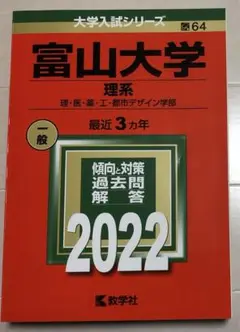 大学入試シリーズ
64
富山大学
理系
理・医・薬・工・都市デザイン学部
最近3カ年
一般
傾向と対策
過去問
解答
2022
教学社